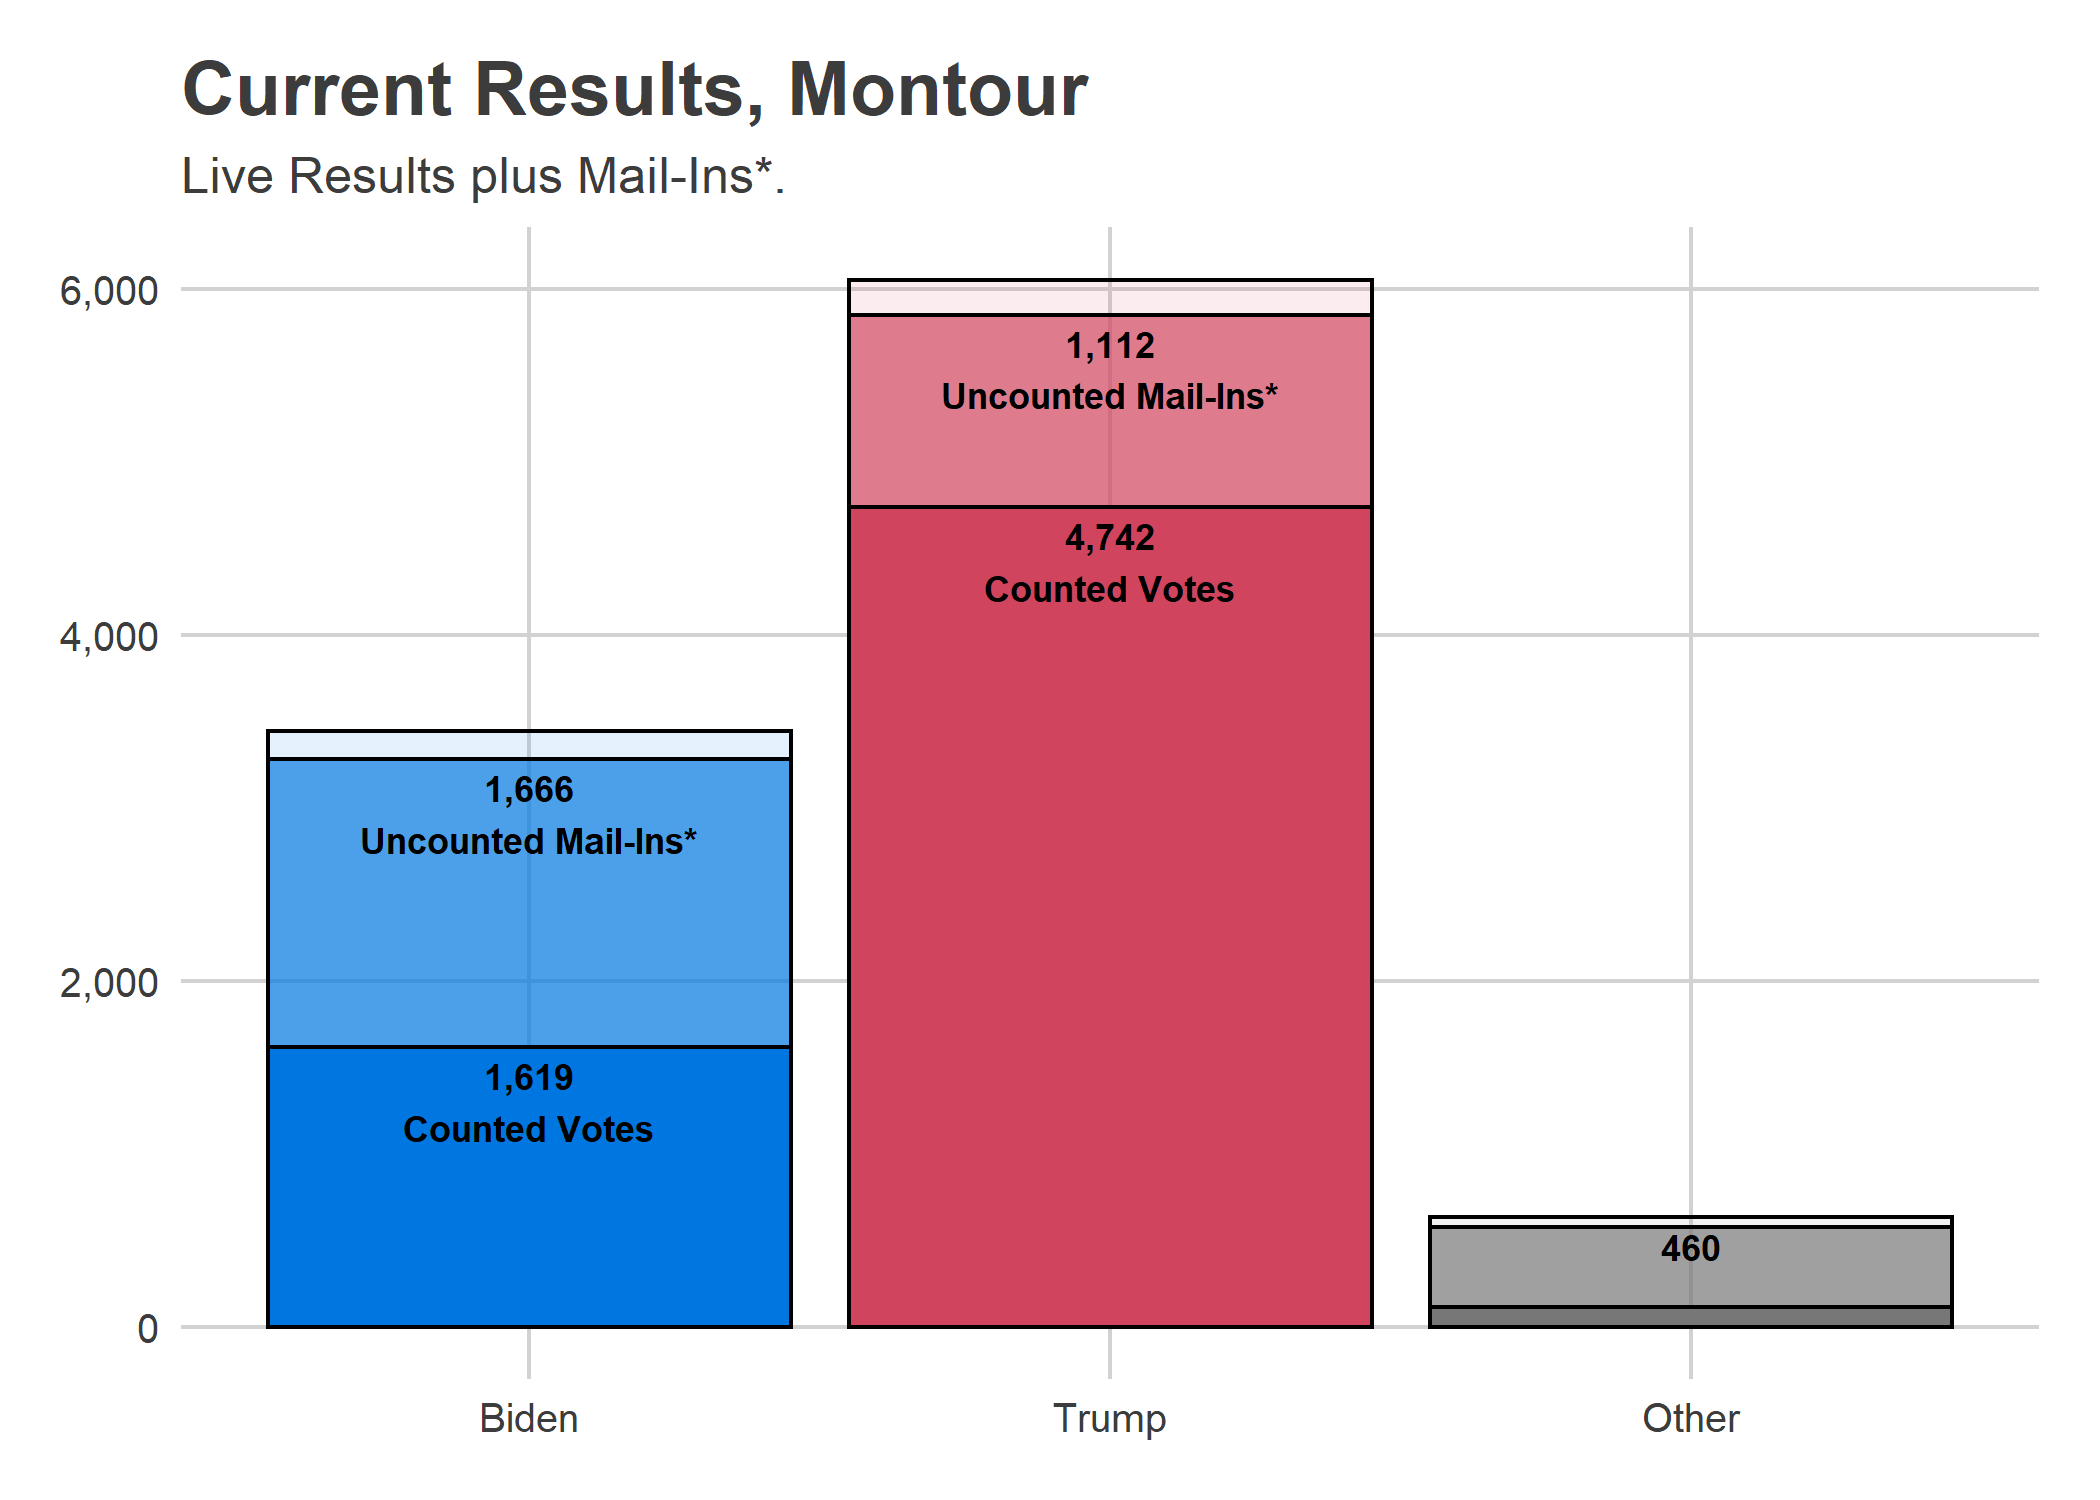 Current Results, Montour
Live Results plus Mail-Ins*.
6,000
4,000
2,000
0
1,666
Uncounted Mail-Ins*
1,619
Counted Votes
1,112
Uncounted Mail-Ins*
4,742
Counted Votes
460
Biden
Trump
Other